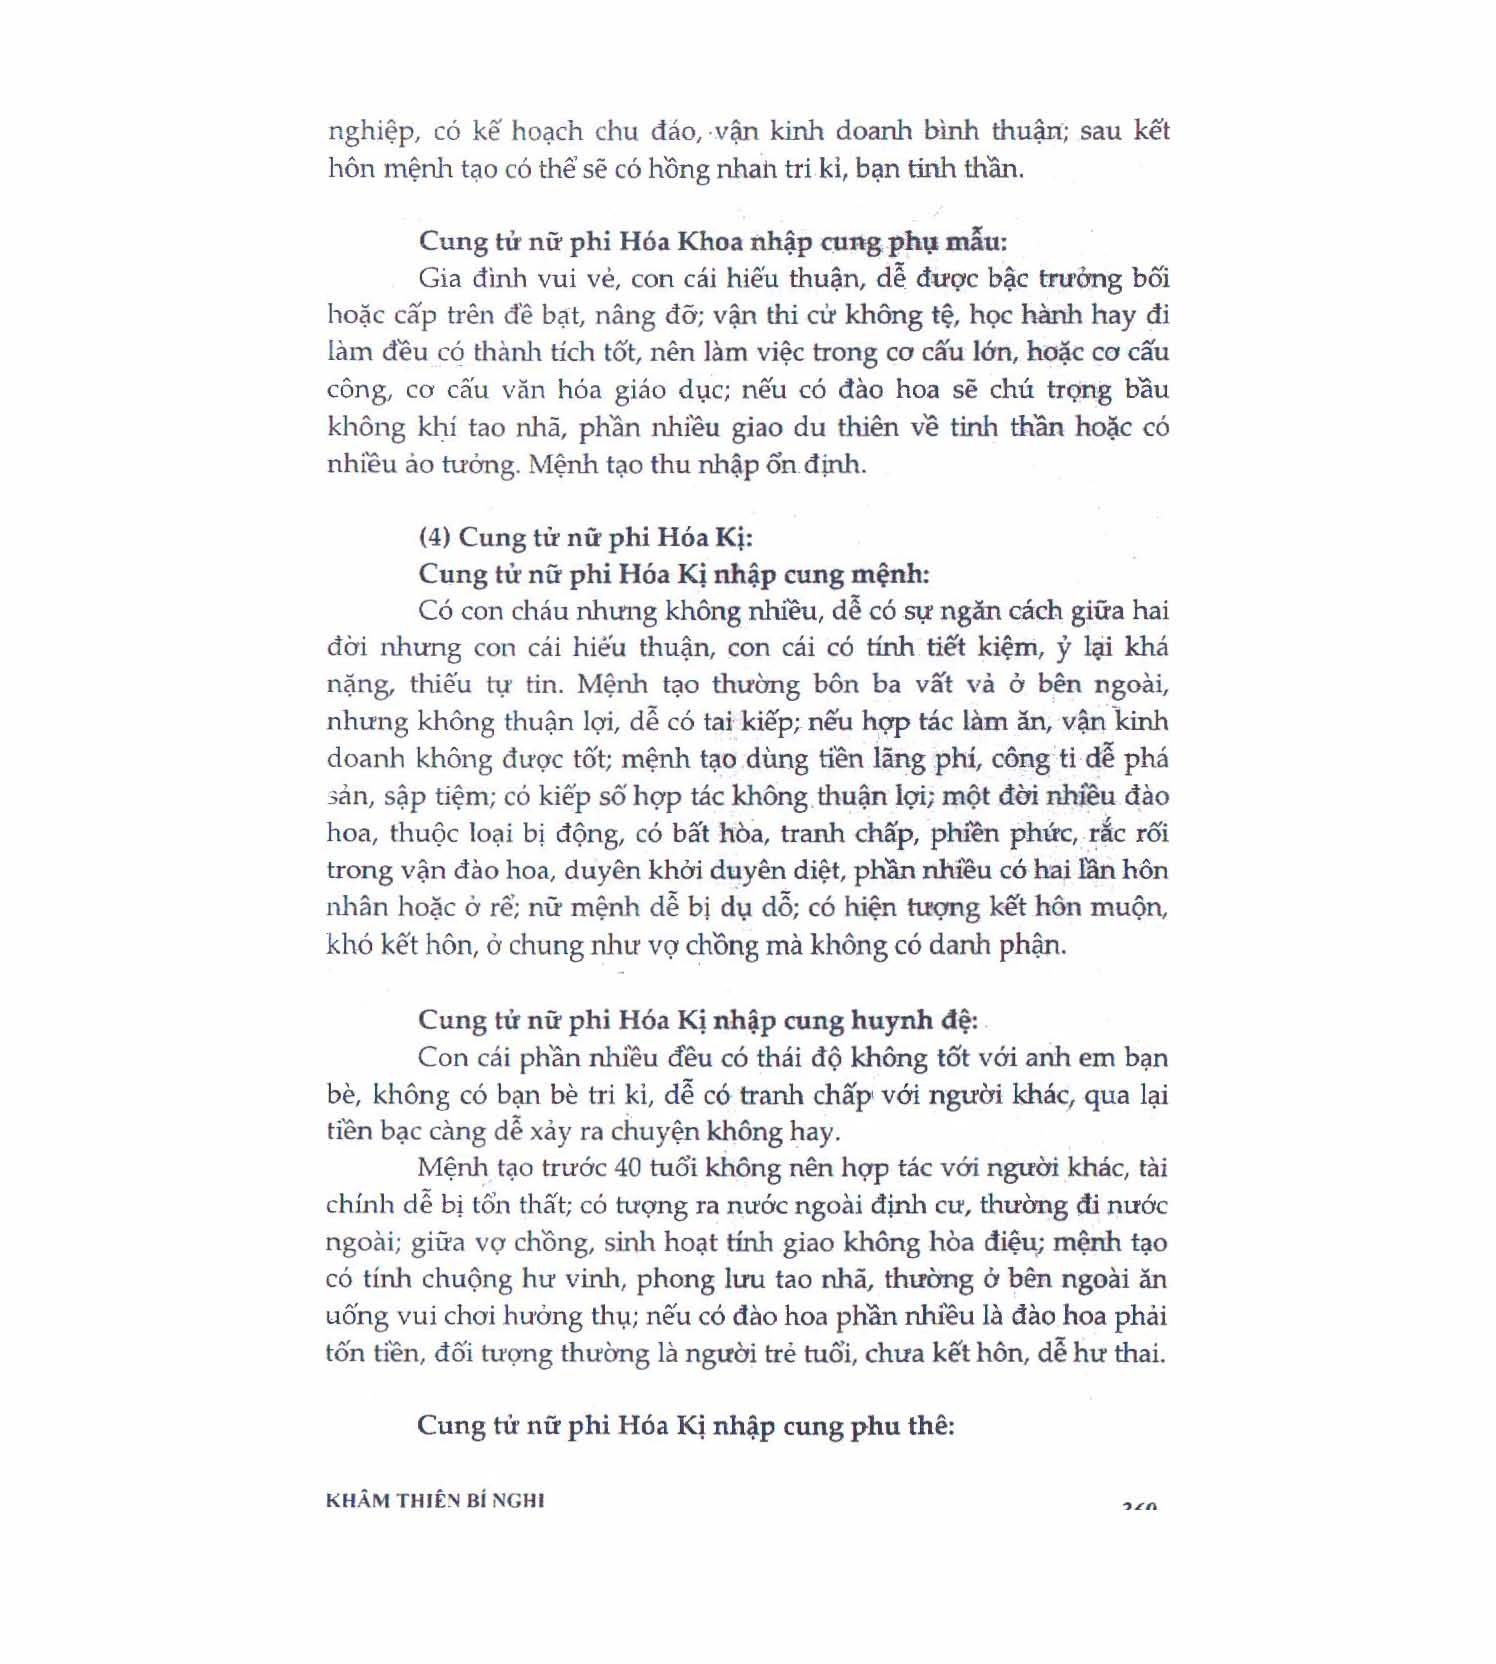 nghiệp, có kế hoạch chu đáo, vận kinh doanh bình thuận; sau kết
hôn mệnh tạo có thể sẽ có hồng nhan tri kỉ, bạn tinh thần.
Cung tử nữ phi Hóa Khoa nhập cung phụ mẫu:
Gia đình vui vẻ, con cái hiếu thuận, dễ được bậc trưởng bối
hoặc cấp trên đề bạt, nâng đỡ; vận thi cử không tệ, học hành hay đi
làm đều có thành tích tốt, nên làm việc trong cơ cấu lớn, hoặc cơ cấu
công, cơ cấu văn hóa giáo dục; nếu có đào hoa sẽ chú trọng bầu
không khí tao nhã, phần nhiều giao du thiên về tinh thần hoặc có
nhiều ảo tưởng. Mệnh tạo thu nhập ổn định.
(4) Cung tử nữ phi Hóa Kị:
Cung tử nữ phi Hóa Kị nhập cung mệnh:
Có con cháu nhưng không nhiều, dễ có sự ngăn cách giữa hai
đời nhưng con cái hiếu thuận, con cái có tính tiết kiệm, ỷ lại khá
nặng, thiếu tự tin. Mệnh tạo thường bôn ba vất vả ở bên ngoài,
nhưng không thuận lợi, dễ có tai kiếp; nếu hợp tác làm ăn, vận kinh
doanh không được tốt; mệnh tạo dùng tiền lãng phí, công ti dễ phá
sản, sập tiệm; có kiếp số hợp tác không thuận lợi; một đời nhiều đào
hoa, thuộc loại bị động, có bất hòa, tranh chấp, phiền phức, rắc rối
trong vận đào hoa, duyên khởi duyên diệt, phần nhiều có hai lần hôn
nhân hoặc ở rể; nữ mệnh dễ bị dụ dỗ; có hiện tượng kết hôn muộn,
khó kết hôn, ở chung như vợ chồng mà không có danh phận.
Cung tử nữ phi Hóa Kị nhập cung huynh đệ:
Con cái phần nhiều đều có thái độ không tốt với anh em bạn
bè, không có bạn bè tri kỉ, dễ có tranh chấp với người khác, qua lại
tiền bạc càng dễ xảy ra chuyện không hay.
Mệnh tạo trước 40 tuổi không nên hợp tác với người khác, tài
chính dễ bị tổn thất; có tượng ra nước ngoài định cư, thường đi nước
ngoài; giữa vợ chồng, sinh hoạt tính giao không hòa điệu; mệnh tạo
có tính chuộng hư vinh, phong lưu tao nhã, thường ở bên ngoài ăn
uống vui chơi hưởng thụ; nếu có đào hoa phần nhiều là đào hoa phải
tốn tiền, đối tượng thường là người trẻ tuổi, chưa kết hôn, dễ hư thai.
Cung tử nữ phi Hóa Kị nhập cung phu thê:
KHÂM THIÊN BÍ NGHI